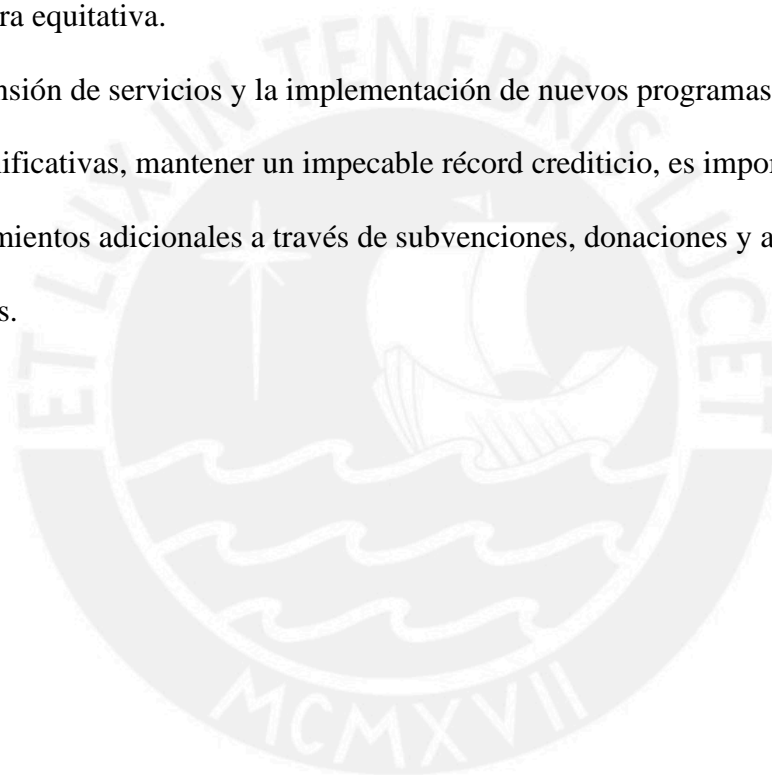 ra equitativa.
nsión de servicios y la implementación de nuevos programas
ificativas, mantener un impecable récord crediticio, es impor
mientos adicionales a través de subvenciones, donaciones y a
s.
ET LUX IN TENEBRIS LUCET
MCMXVII